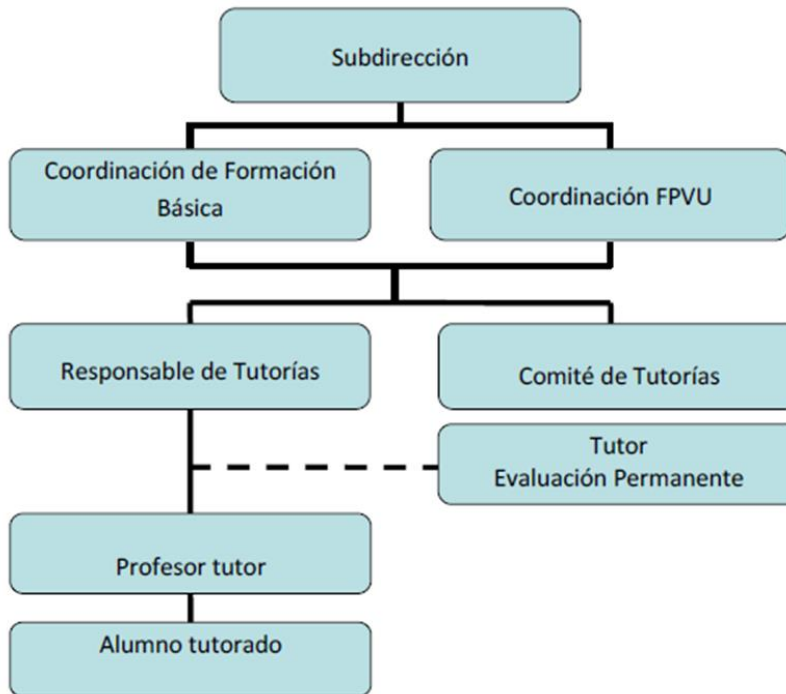 Subdirección
Coordinación de Formación
Básica
Coordinación FPVU
Responsable de Tutorías
Comité de Tutorías
Tutor
Evaluación Permanente
Profesor tutor
Alumno tutorado